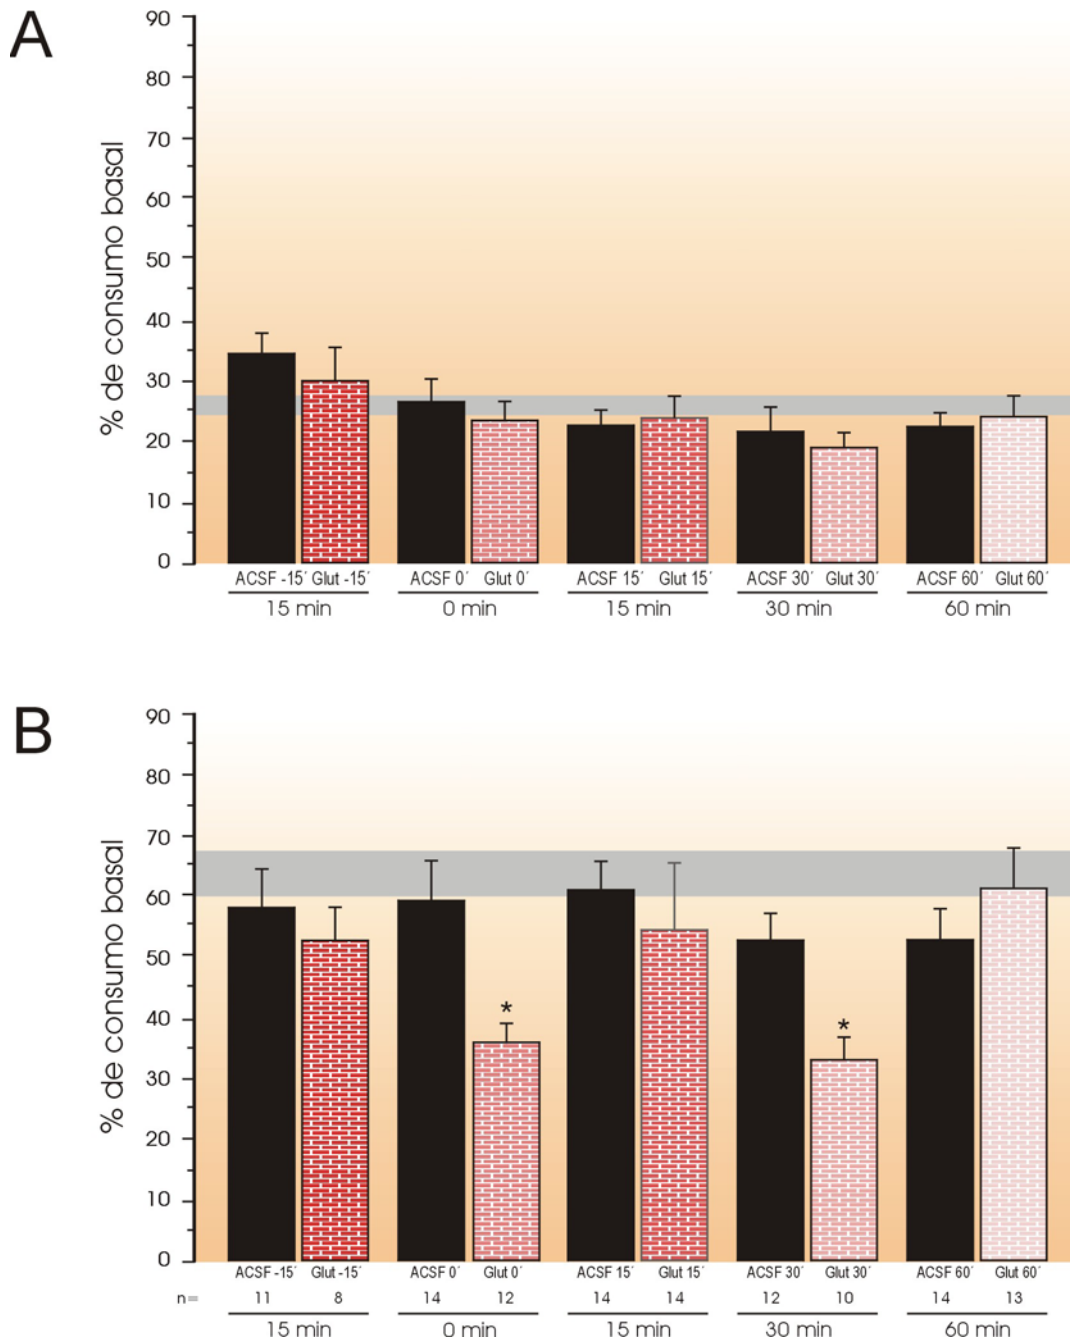 A
% de consumo basal
90
80
70
60
50
40
30
20
10
0
ACSF -15´ Glut -15´ ACSF 0´ Glut 0´ ACSF 15´ Glut 15´ ACSF 30´ Glut 30´ ACSF 60´ Glut 60´
15 min 0 min 15 min 30 min 60 min
B
% de consumo basal
90
80
70
60
50
40
30
20
10
0
*
*
ACSF -15´ Glut -15´ ACSF 0´ Glut 0´ ACSF 15´ Glut 15´ ACSF 30´ Glut 30´ ACSF 60´ Glut 60´
n= 11 8 14 12 14 14 12 10 14 13
15 min 0 min 15 min 30 min 60 min